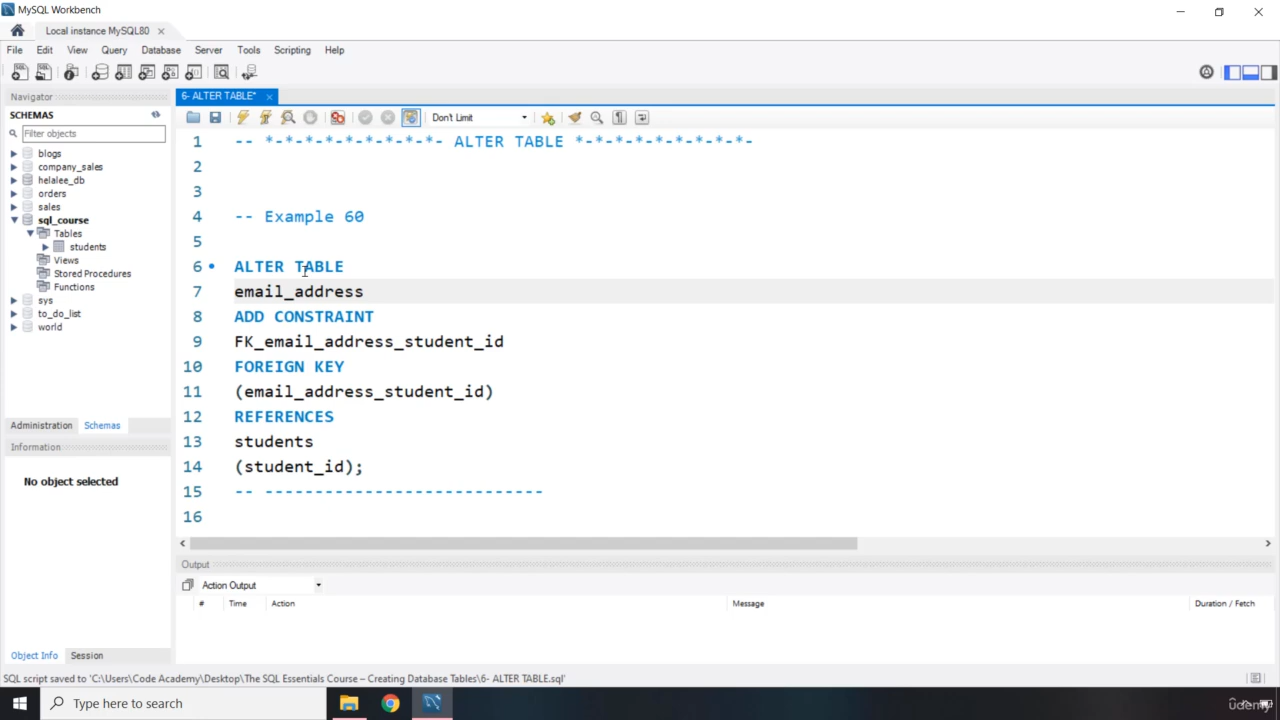 MySQL Workbench
Local instance MySQL80
File Edit View Query Database Server Tools Scripting Help
Navigator
SCHEMAS
Filter objects
blogs
company_sales
helalee_db
orders
sales
sql_course
Tables
students
Views
Stored Procedures
Functions
sys
to_do_list
world
Administration Schemas
Information
No object selected
Object Info Session
6- ALTER TABLE*
Don't Limit
1 -- *-*-*-*-*-*-*-*-*- ALTER TABLE *-*-*-*-*-*-*-*-*-
2
3
4 -- Example 60
5
6 ALTER TABLE
7 email_address
8 ADD CONSTRAINT
9 FK_email_address_student_id
10 FOREIGN KEY
11 (email_address_student_id)
12 REFERENCES
13 students
14 (student_id);
15 -- ----------------------------
16
Output
Action Output
# Time Action Message Duration / Fetch
SQL script saved to 'C:\Users\Code Academy\Desktop\The SQL Essentials Course – Creating Database Tables\6- ALTER TABLE.sql'
Type here to search
udemy